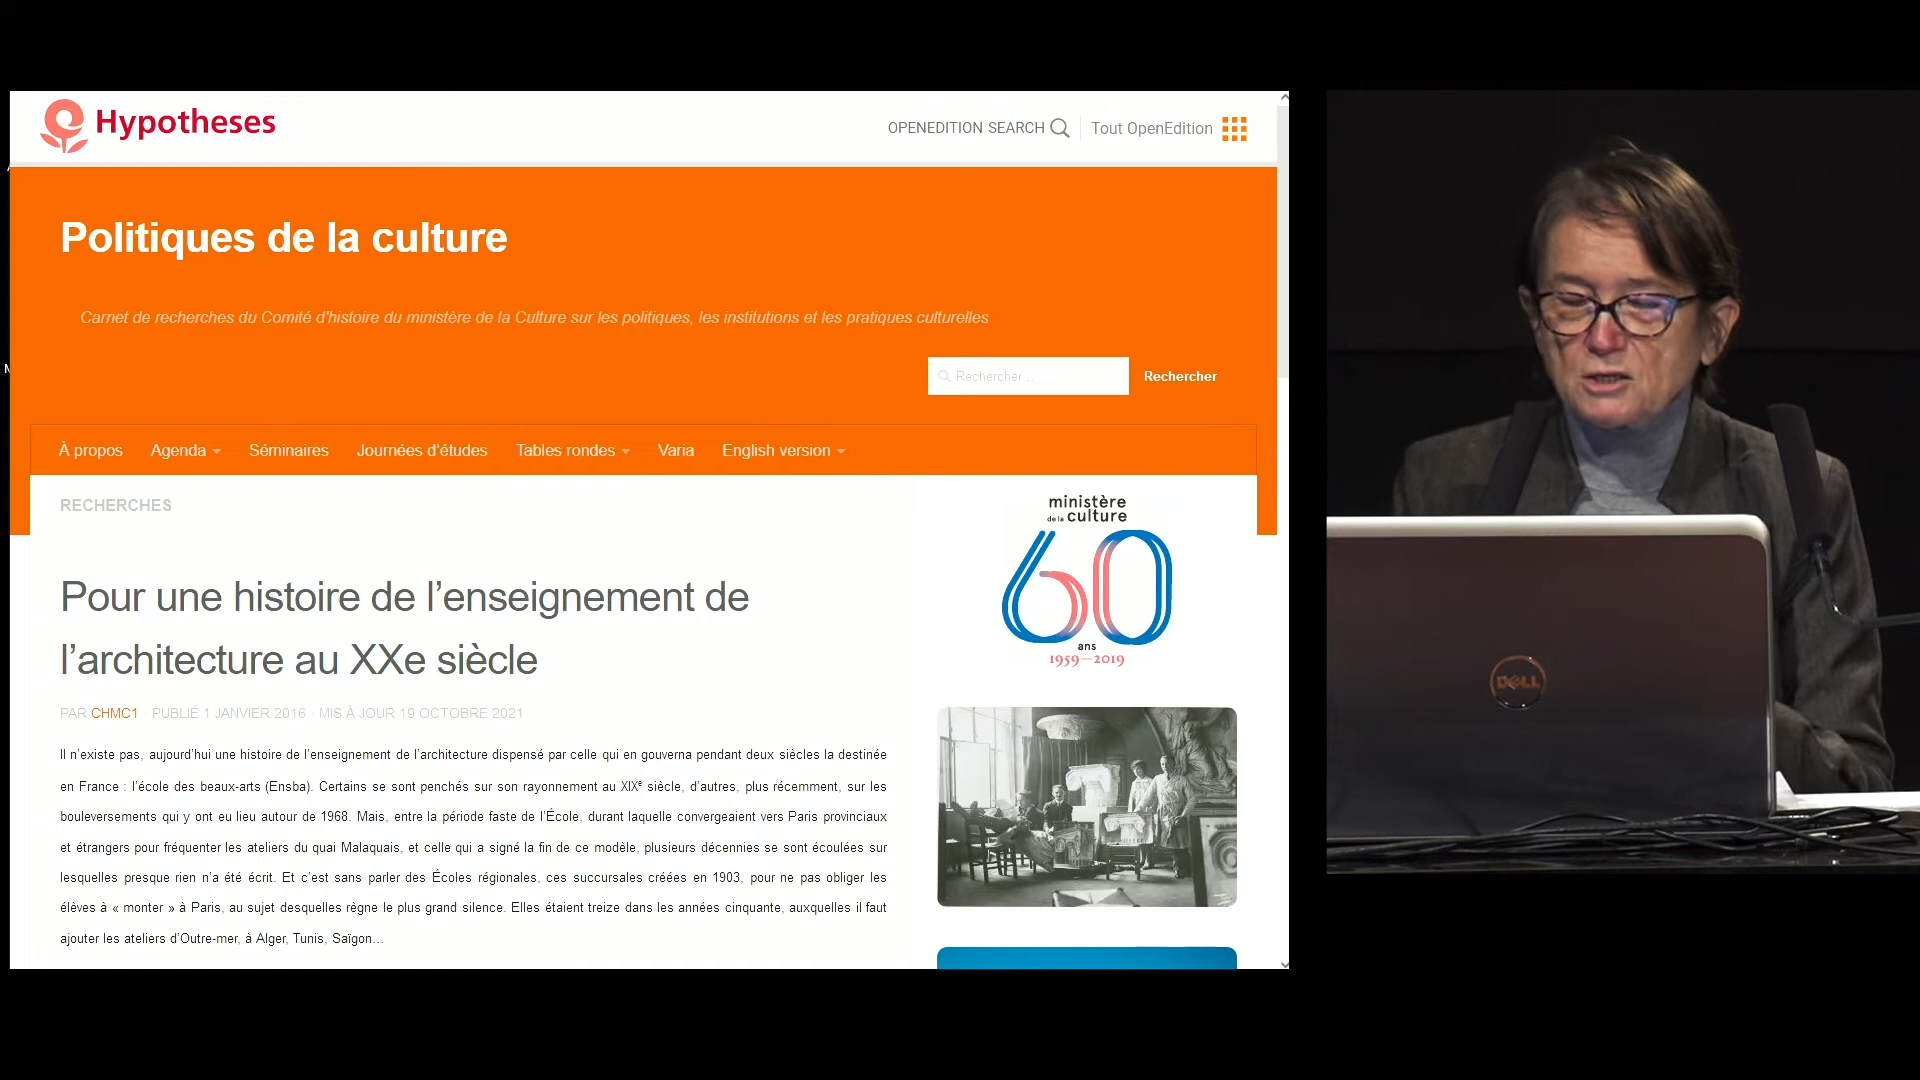 Hypotheses
OPENEDITION SEARCH
Tout OpenEdition
Politiques de la culture
Carnet de recherches du Comité d'histoire du ministère de la Culture sur les politiques, les institutions et les pratiques culturelles
Rechercher…
Rechercher
À propos Agenda Séminaires Journées d'études Tables rondes Varia English version
RECHERCHES
Pour une histoire de l’enseignement de
l’architecture au XXe siècle
PAR CHMC1 · PUBLIÉ 1 JANVIER 2016 · MIS À JOUR 19 OCTOBRE 2021
Il n’existe pas, aujourd’hui une histoire de l’enseignement de l’architecture dispensé par celle qui en gouverna pendant deux siècles la destinée
en France : l’école des beaux-arts (Ensba). Certains se sont penchés sur son rayonnement au XIXe siècle, d’autres, plus récemment, sur les
bouleversements qui y ont eu lieu autour de 1968. Mais, entre la période faste de l’École, durant laquelle convergeaient vers Paris provinciaux
et étrangers pour fréquenter les ateliers du quai Malaquais, et celle qui a signé la fin de ce modèle, plusieurs décennies se sont écoulées sur
lesquelles presque rien n’a été écrit. Et c’est sans parler des Écoles régionales, ces succursales créées en 1903, pour ne pas obliger les
élèves à « monter » à Paris, au sujet desquelles règne le plus grand silence. Elles étaient treize dans les années cinquante, auxquelles il faut
ajouter les ateliers d’Outre-mer, à Alger, Tunis, Saïgon…
ministère
de la culture
60
ans
1959—2019
DELL